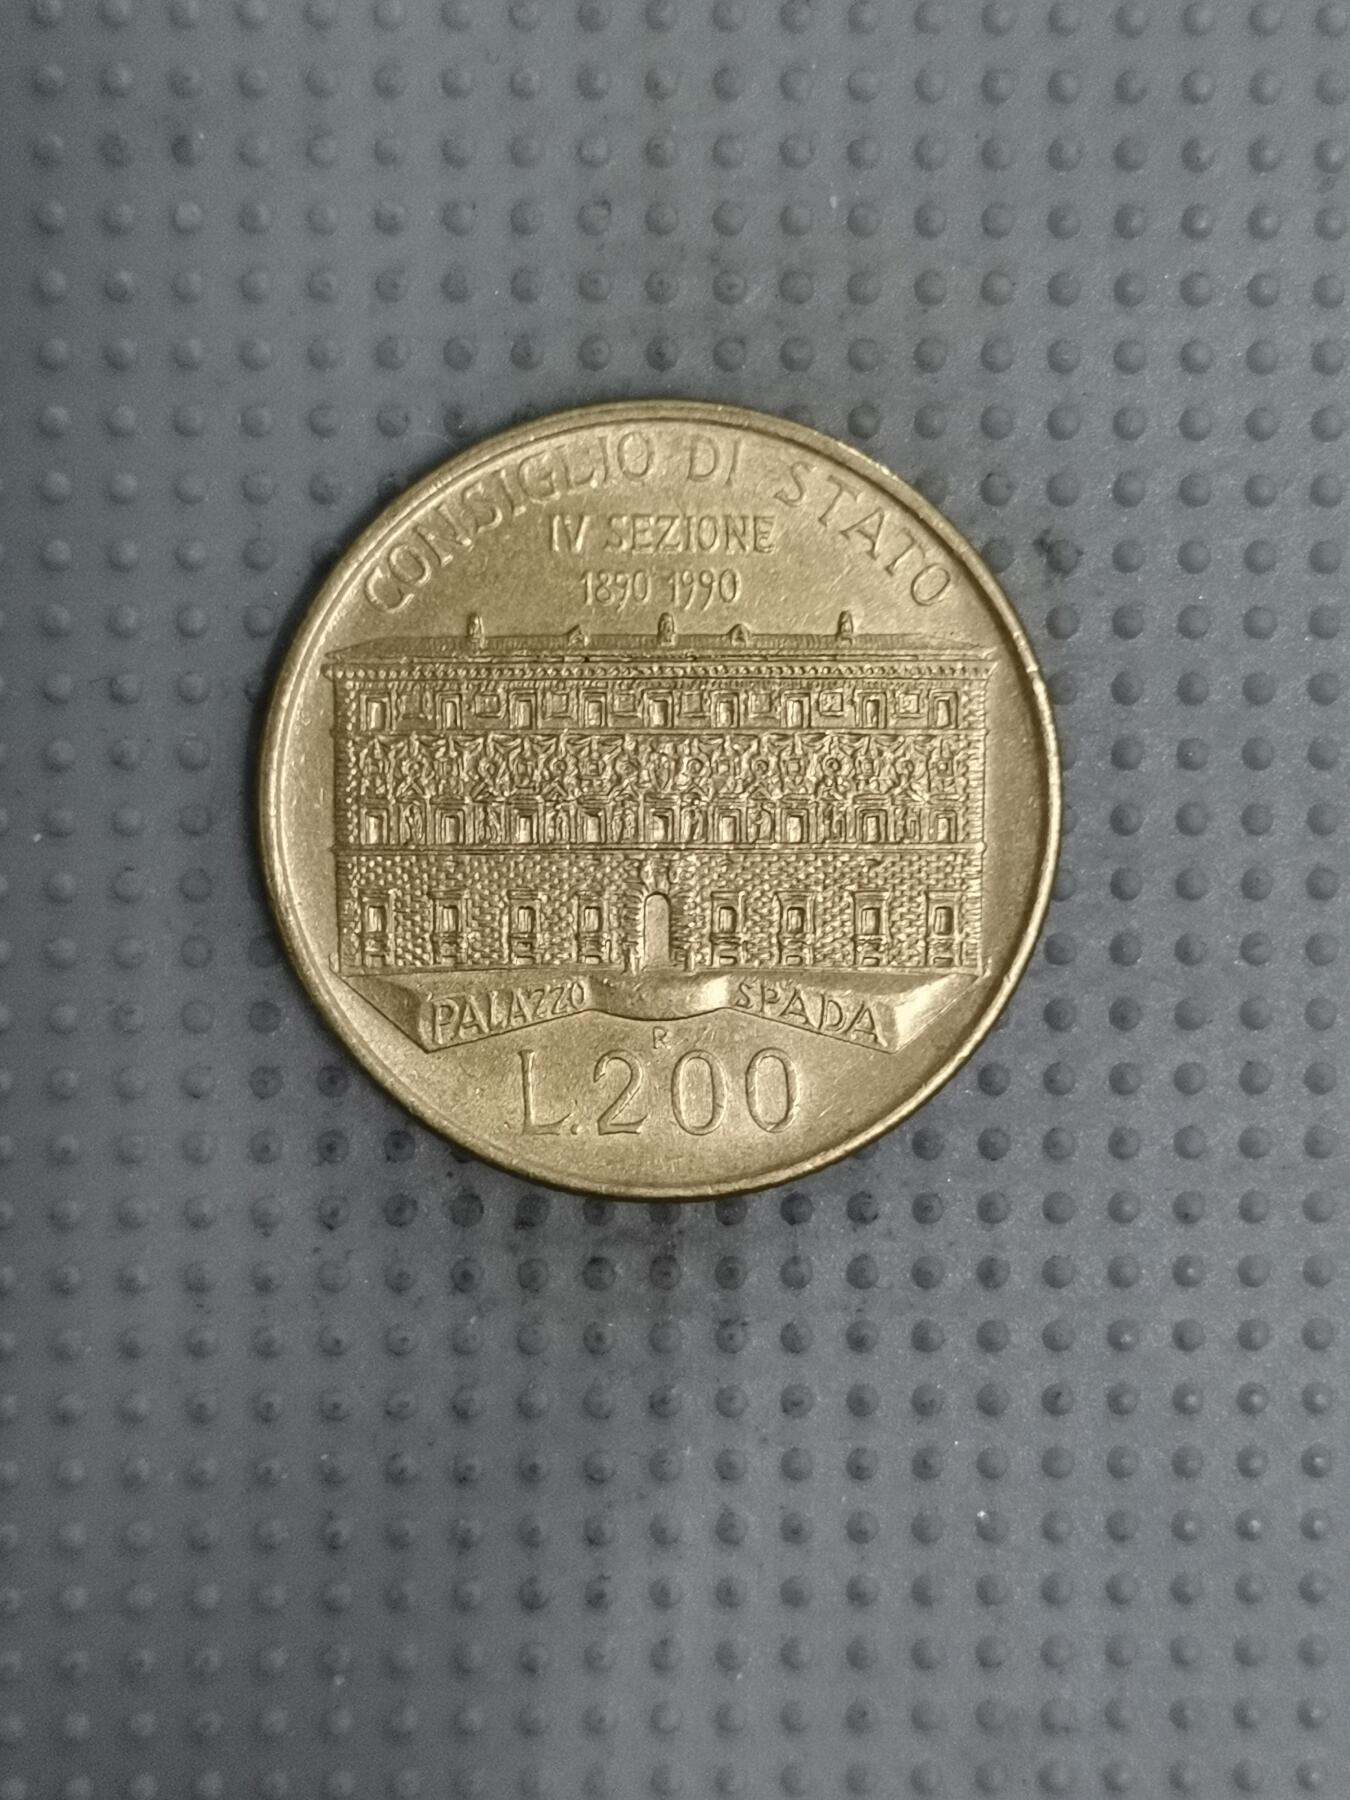 CONSIGLIO DI STATO
IV SEZIONE
1890 1990
PALAZZO SPADA
R
L.200